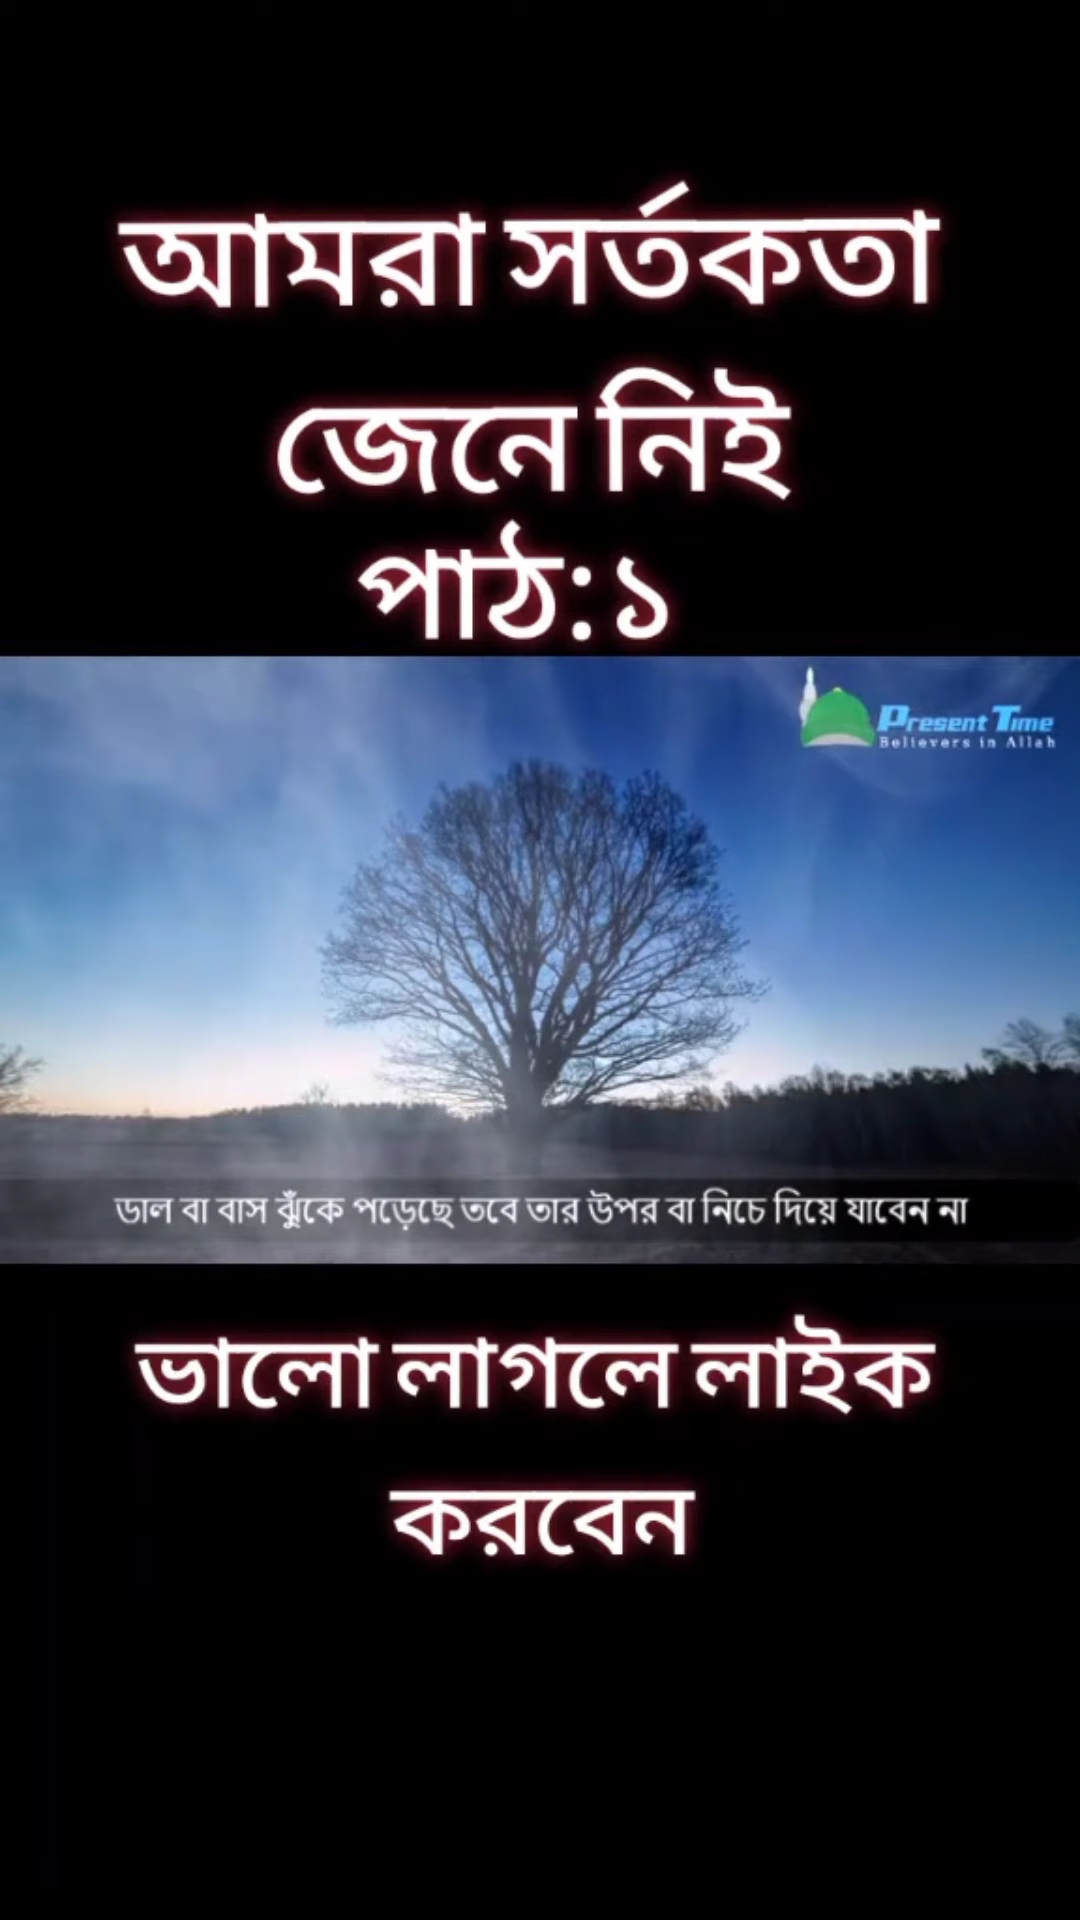 আমরা সর্তকতা
জেনে নিই
পাঠ:১
Present Time
Believers in Allah
ডাল বা বাস ঝুঁকে পড়েছে তবে তার উপর বা নিচে দিয়ে যাবেন না
ভালো লাগলে লাইক
করবেন